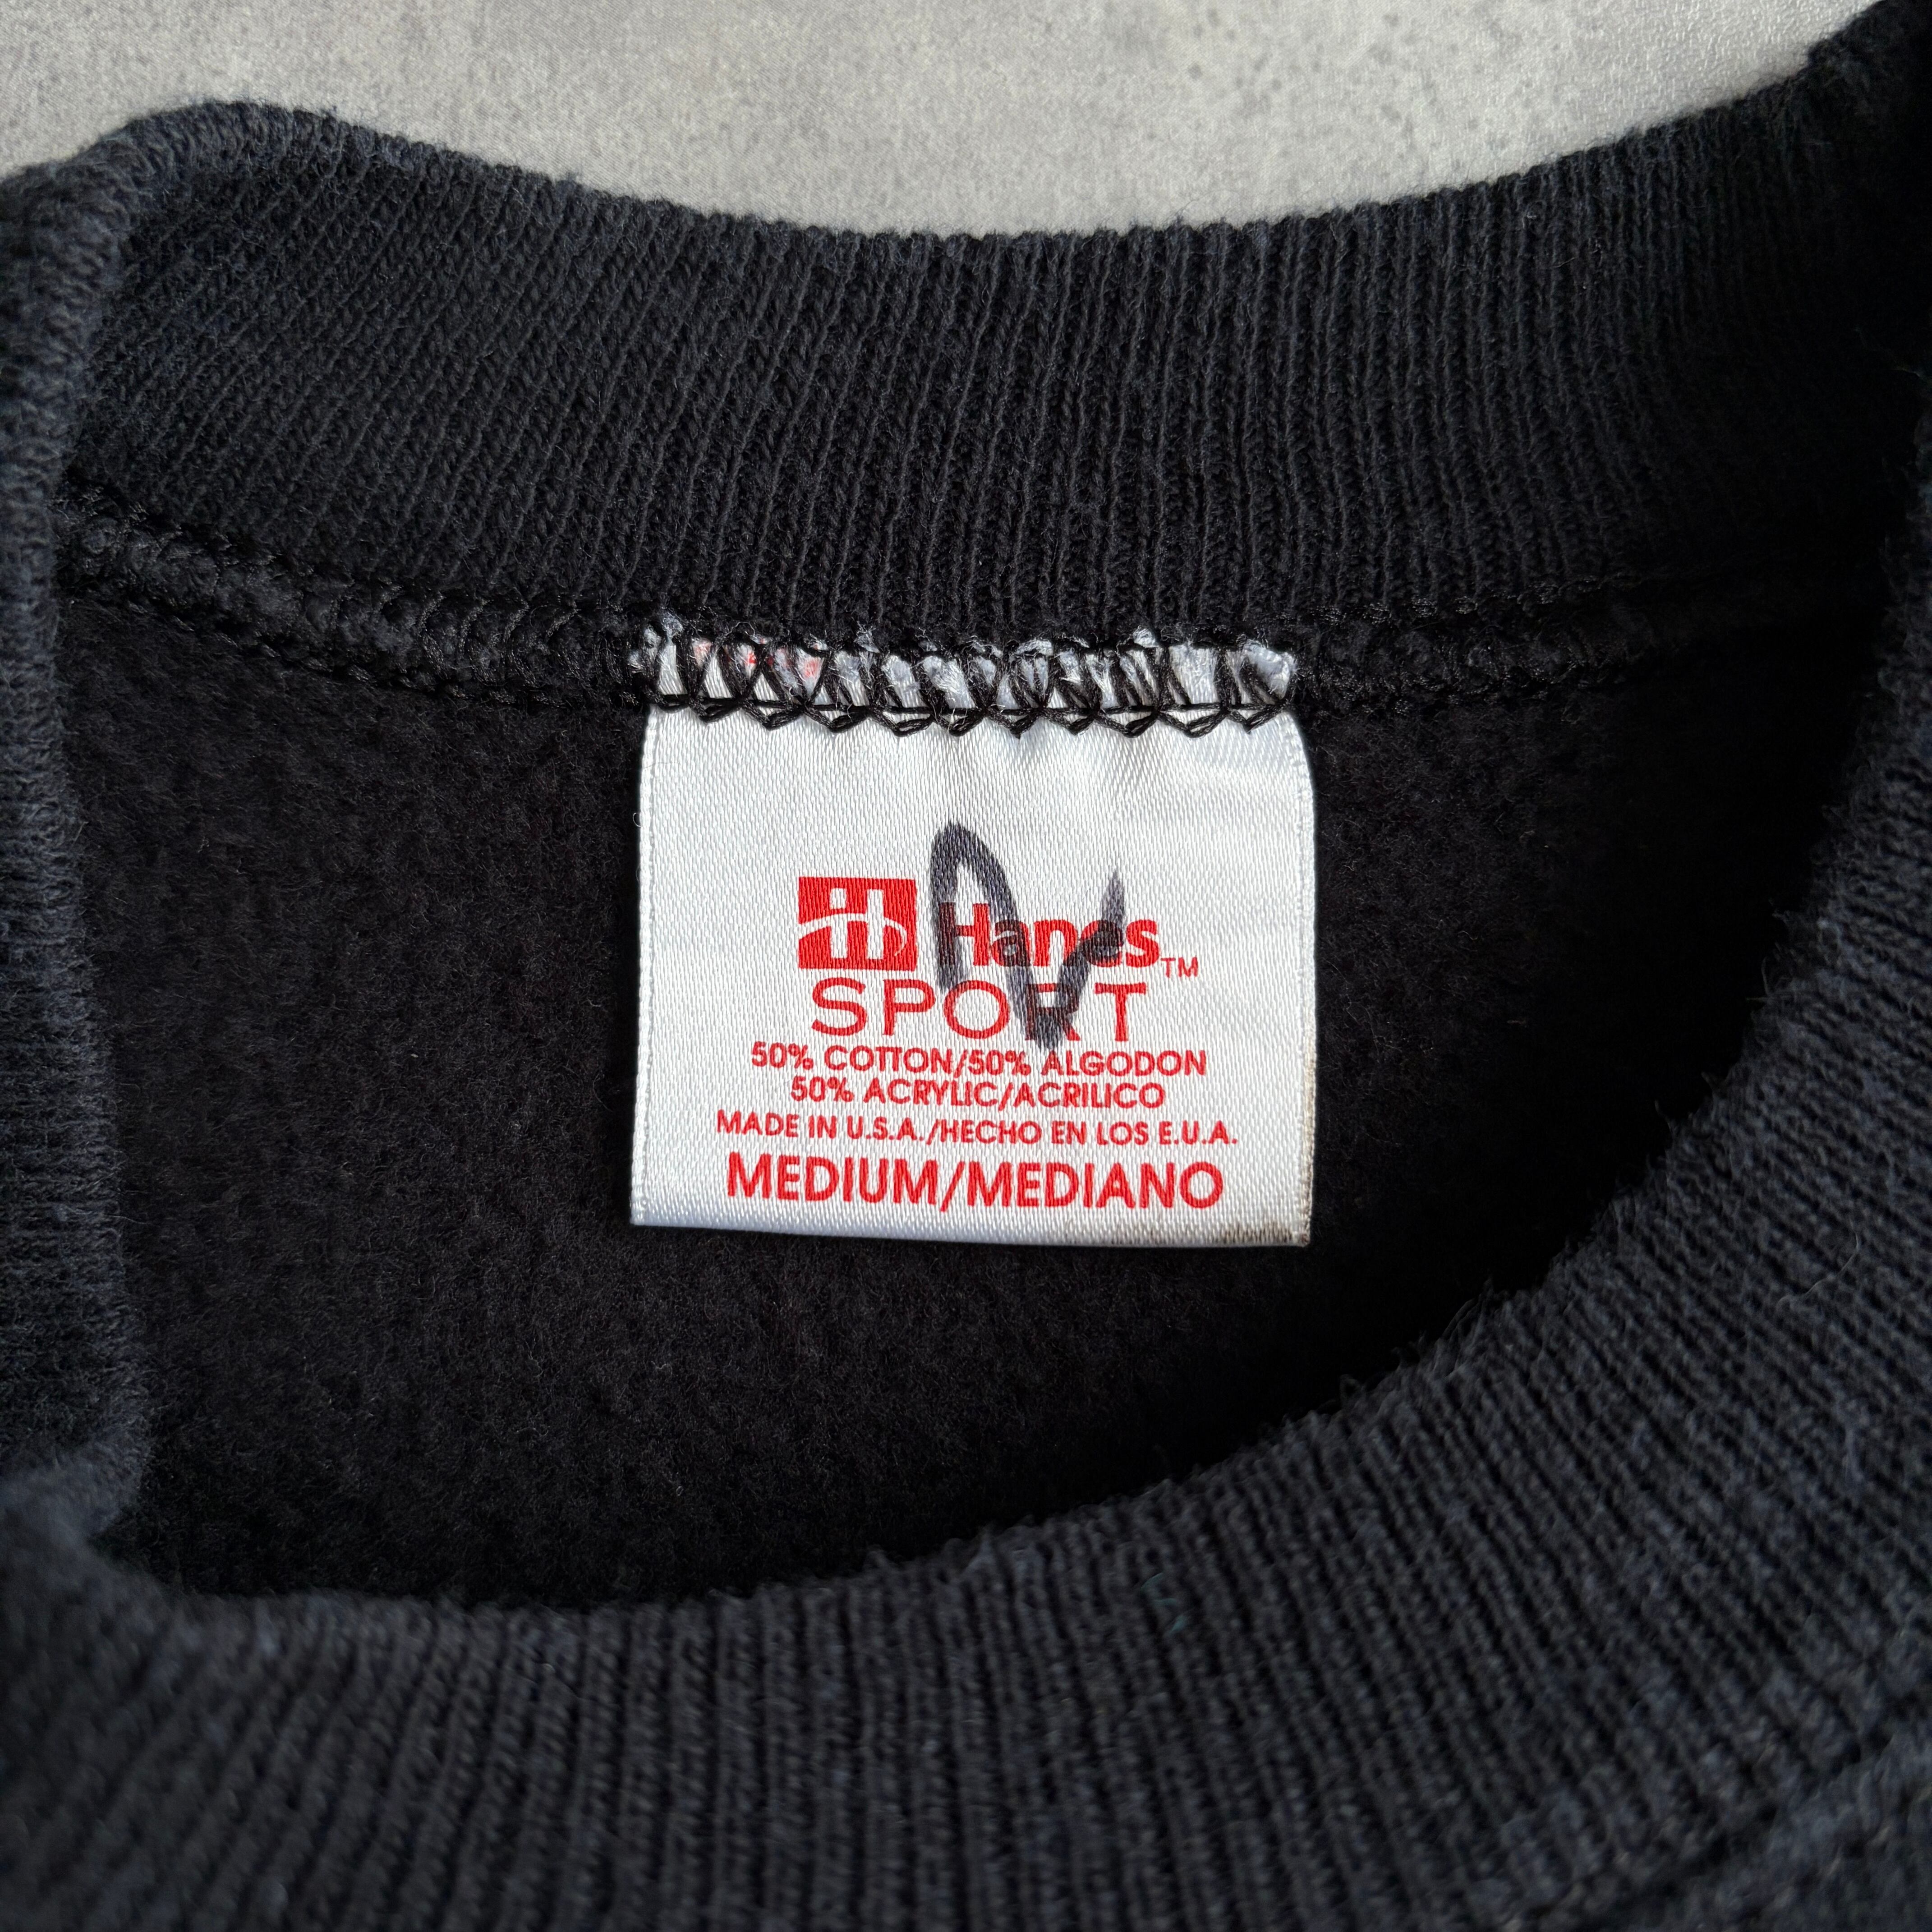 Hanes™
SPORT
50% COTTON/50% ALGODON
50% ACRYLIC/ACRILICO
MADE IN U.S.A./HECHO EN LOS E.U.A.
MEDIUM/MEDIANO